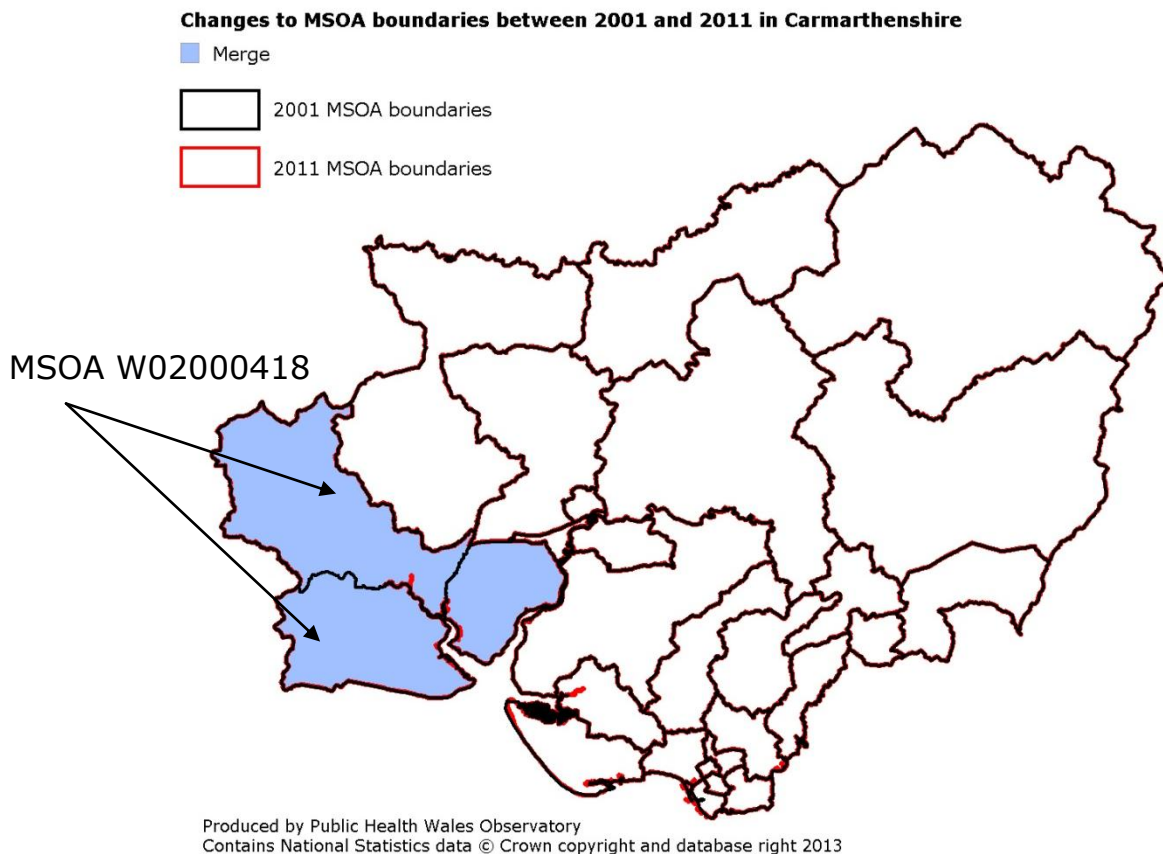 Changes to MSOA boundaries between 2001 and 2011 in Carmarthenshire
Merge
2001 MSOA boundaries
2011 MSOA boundaries
MSOA W02000418
Produced by Public Health Wales Observatory
Contains National Statistics data © Crown copyright and database right 2013